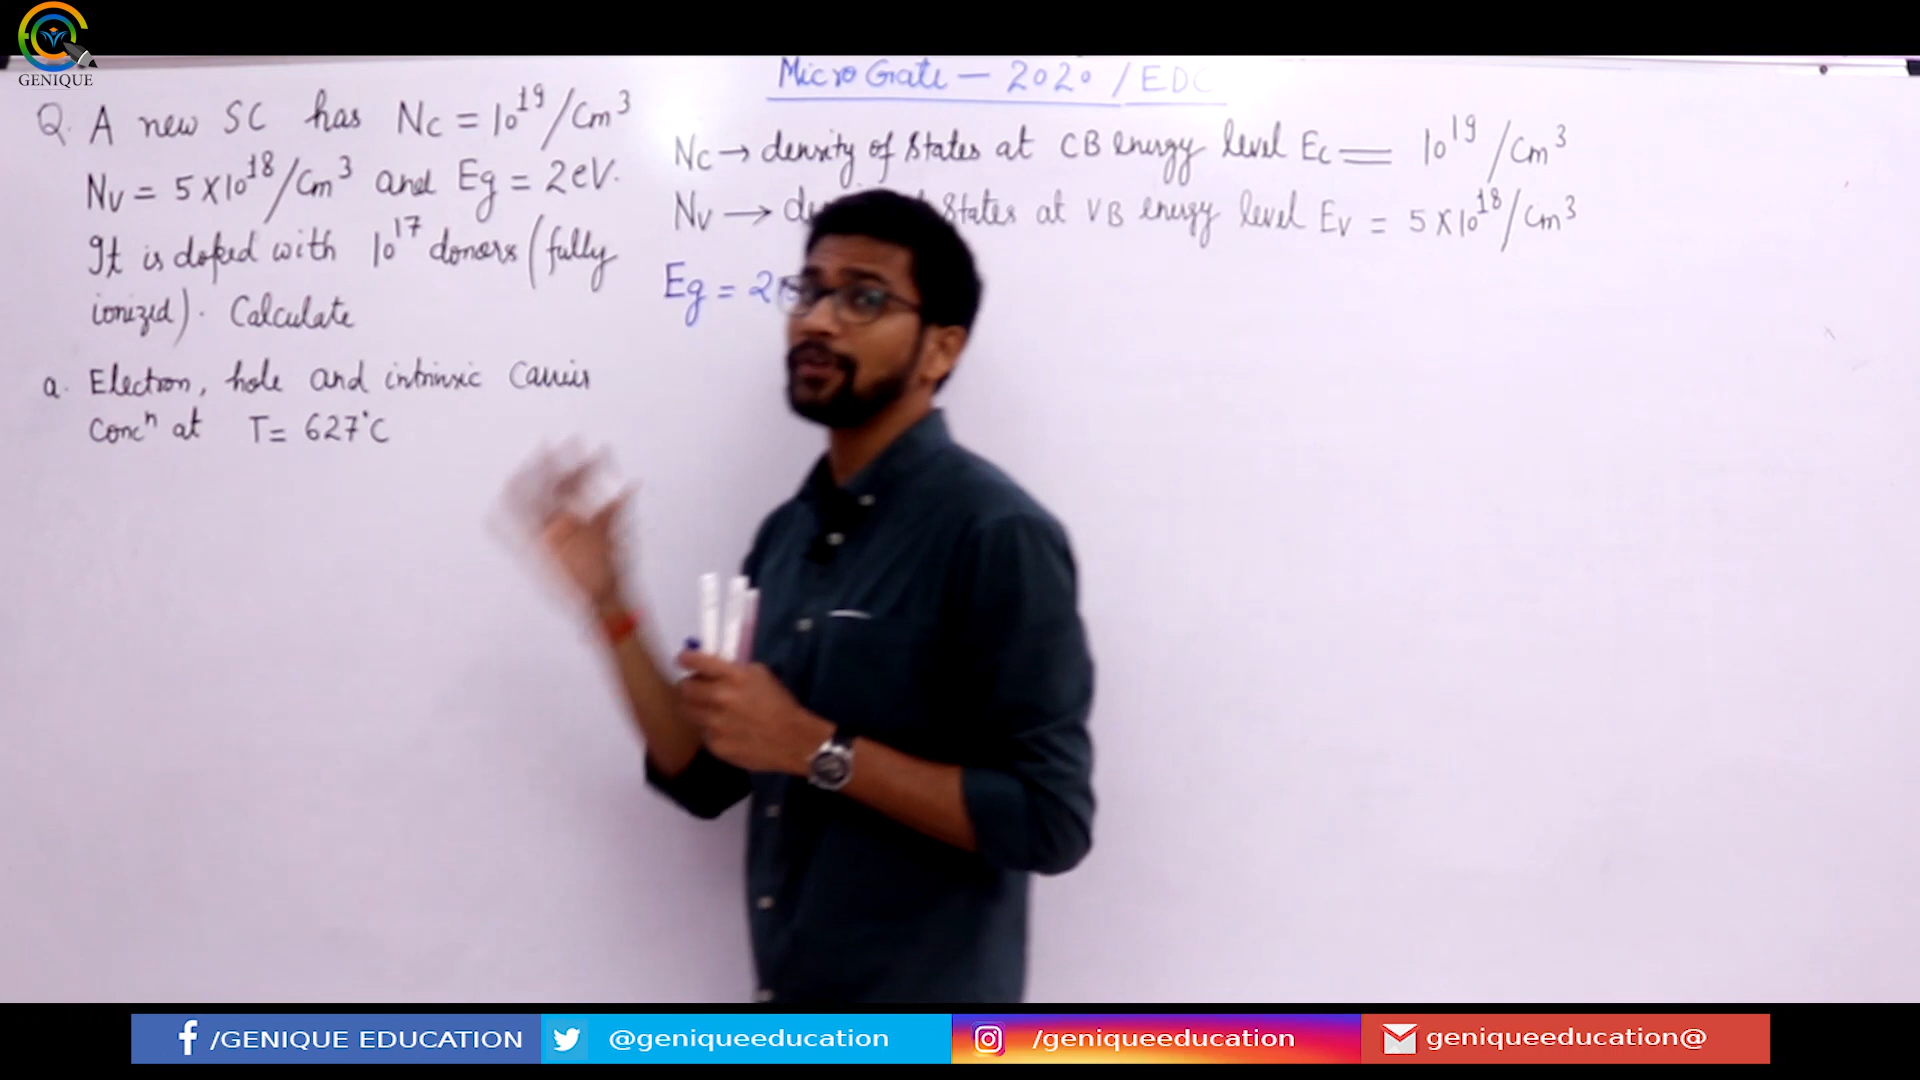 GENIQUE
Micro Gate - 2020 / EDC
Q. A new SC has Nc = 10^19/Cm^3
Nv = 5 X10^18/Cm^3 and Eg = 2eV.
It is doped with 10^17 doners (fully
ionized). Calculate
a. Electron, hole and intrinsic Carrier
Conc^n at T= 627°C
Nc → density of States at CB energy level Ec = 10^19 /Cm^3
Nv → States at VB energy level Ev = 5 X10^18/Cm^3
Eg = 2
/GENIQUE EDUCATION
@geniqueeducation
/geniqueeducation
geniqueeducation@